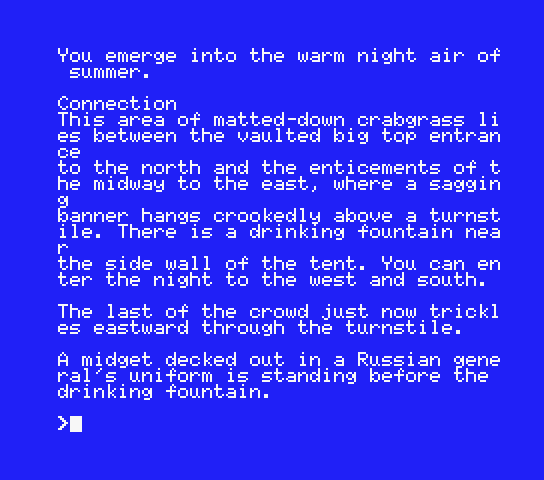 You emerge into the warm night air of
 summer.

Connection
This area of matted-down crabgrass li
es between the vaulted big top entran
ce
to the north and the enticements of t
he midway to the east, where a saggin
g
banner hangs crookedly above a turnst
ile. There is a drinking fountain nea
r
the side wall of the tent. You can en
ter the night to the west and south.

The last of the crowd just now trickl
es eastward through the turnstile.

A midget decked out in a Russian gene
ral's uniform is standing before the
drinking fountain.

>